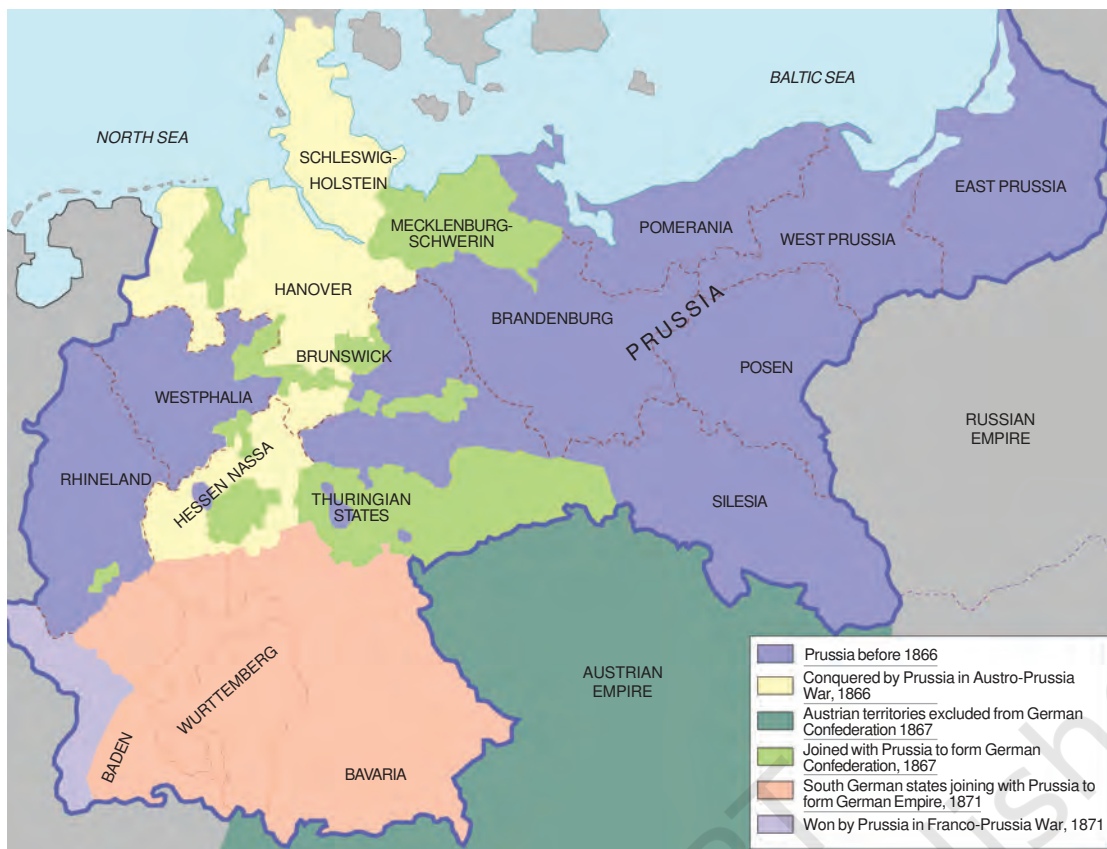 BALTIC SEA
NORTH SEA
SCHLESWIG-
HOLSTEIN
EAST PRUSSIA
MECKLENBURG-
SCHWERIN
POMERANIA
WEST PRUSSIA
HANOVER
BRANDENBURG
PRUSSIA
BRUNSWICK
POSEN
WESTPHALIA
RUSSIAN
EMPIRE
RHINELAND
HESSEN NASSA
THURINGIAN
STATES
SILESIA
AUSTRIAN
EMPIRE
WURTTEMBERG
BADEN
BAVARIA
Prussia before 1866
Conquered by Prussia in Austro-Prussia
War, 1866
Austrian territories excluded from German
Confederation 1867
Joined with Prussia to form German
Confederation, 1867
South German states joining with Prussia to
form German Empire, 1871
Won by Prussia in Franco-Prussia War, 1871